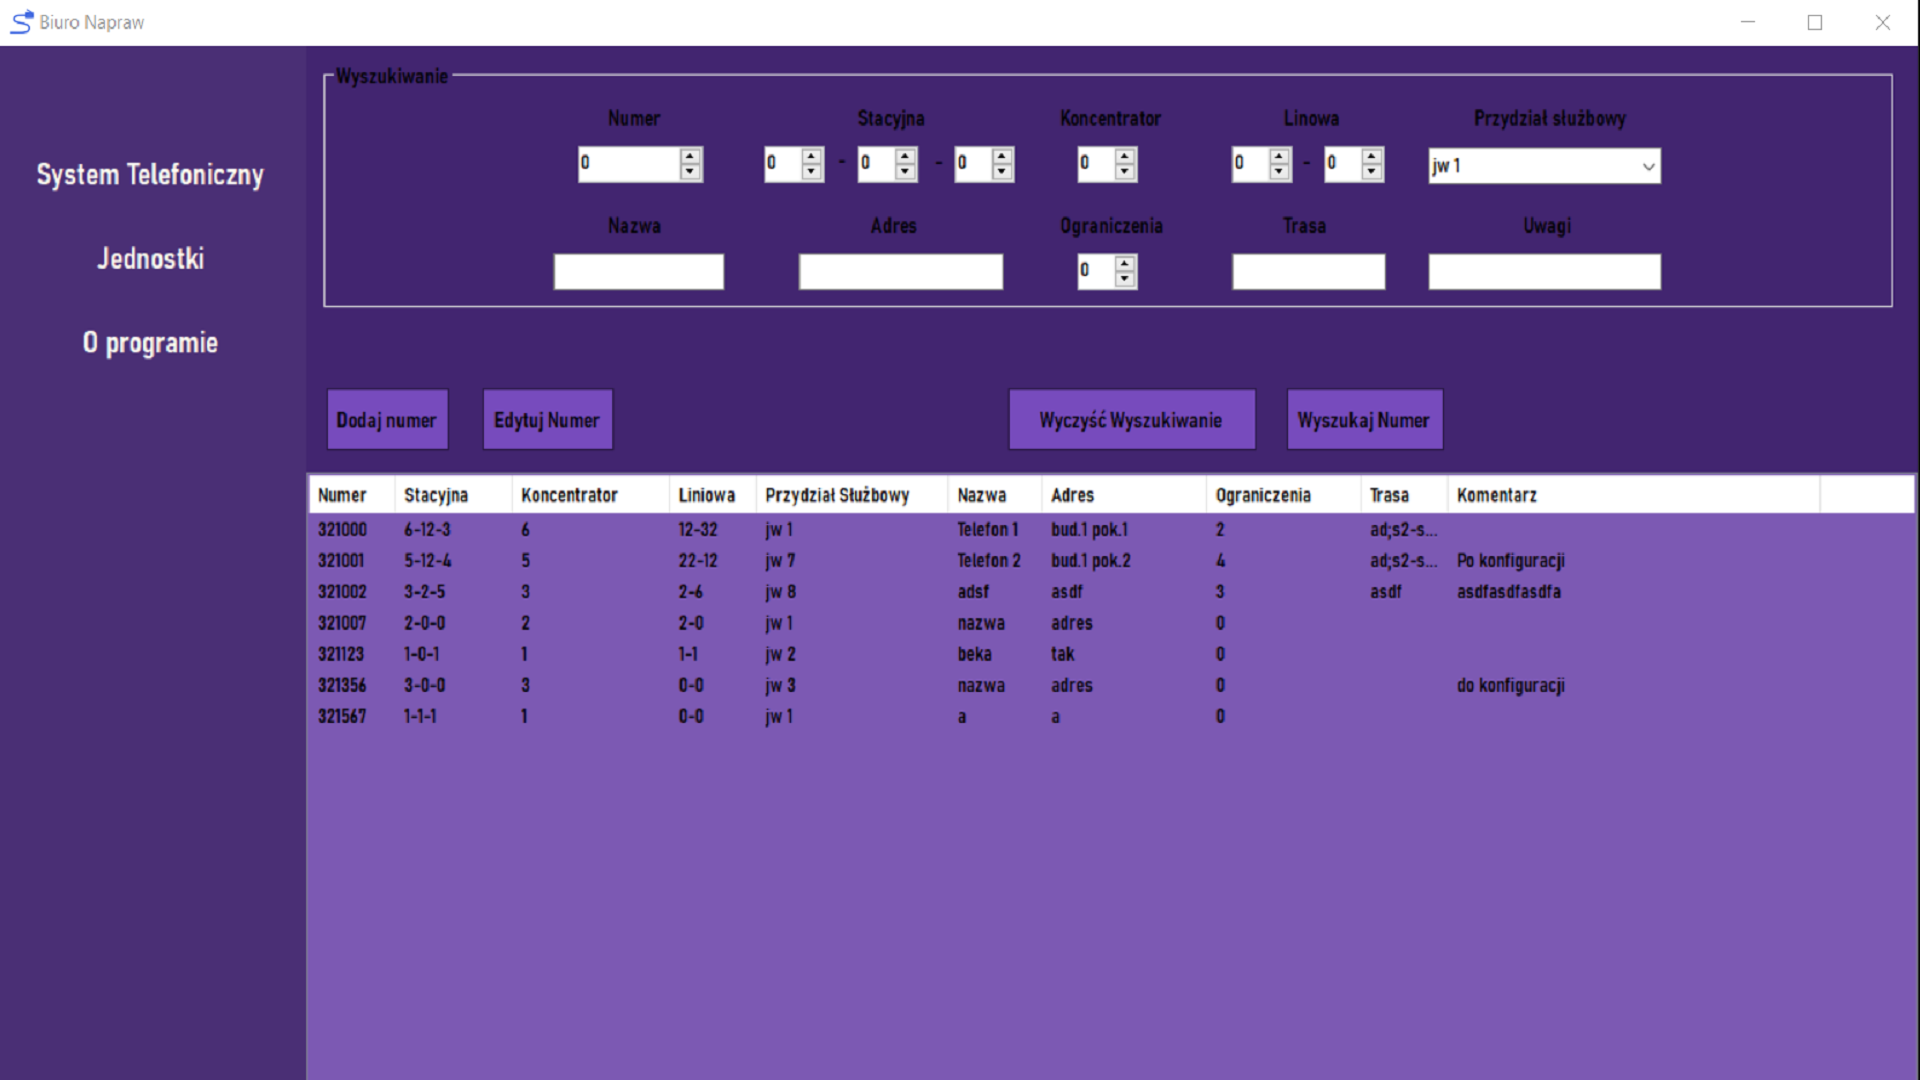 Biuro Napraw
System Telefoniczny
Jednostki
O programie
Wyszukiwanie
Numer Stacyjna Koncentrator Linowa Przydział służbowy
0 0 - 0 - 0 0 0 - 0 jw 1
Nazwa Adres Ograniczenia Trasa Uwagi
0
Dodaj numer Edytuj Numer Wyczyść Wyszukiwanie Wyszukaj Numer
Numer Stacyjna Koncentrator Liniowa Przydział Służbowy Nazwa Adres Ograniczenia Trasa Komentarz
321000 6-12-3 6 12-32 jw 1 Telefon 1 bud.1 pok.1 2 ad;s2-s...
321001 5-12-4 5 22-12 jw 7 Telefon 2 bud.1 pok.2 4 ad;s2-s... Po konfiguracji
321002 3-2-5 3 2-6 jw 8 adsf asdf 3 asdf asdfasdfasdfa
321007 2-0-0 2 2-0 jw 1 nazwa adres 0
321123 1-0-1 1 1-1 jw 2 beka tak 0
321356 3-0-0 3 0-0 jw 3 nazwa adres 0 do konfiguracji
321567 1-1-1 1 0-0 jw 1 a a 0